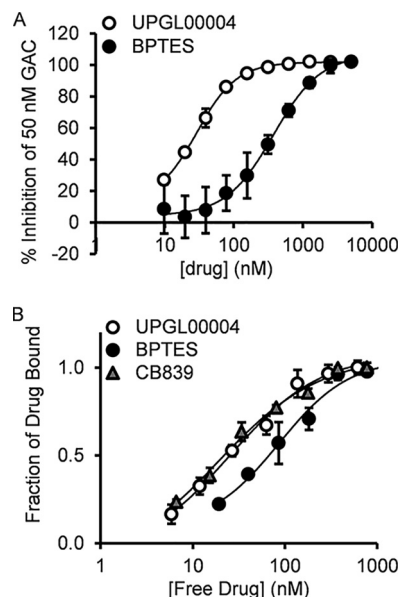 A
UPGL00004
BPTES
% Inhibition of 50 nM GAC
120
100
80
60
40
20
0
-20
1
10
100
1000
10000
[drug] (nM)
B
UPGL00004
BPTES
CB839
Fraction of Drug Bound
1.0
0.5
0.0
1
10
100
1000
[Free Drug] (nM)